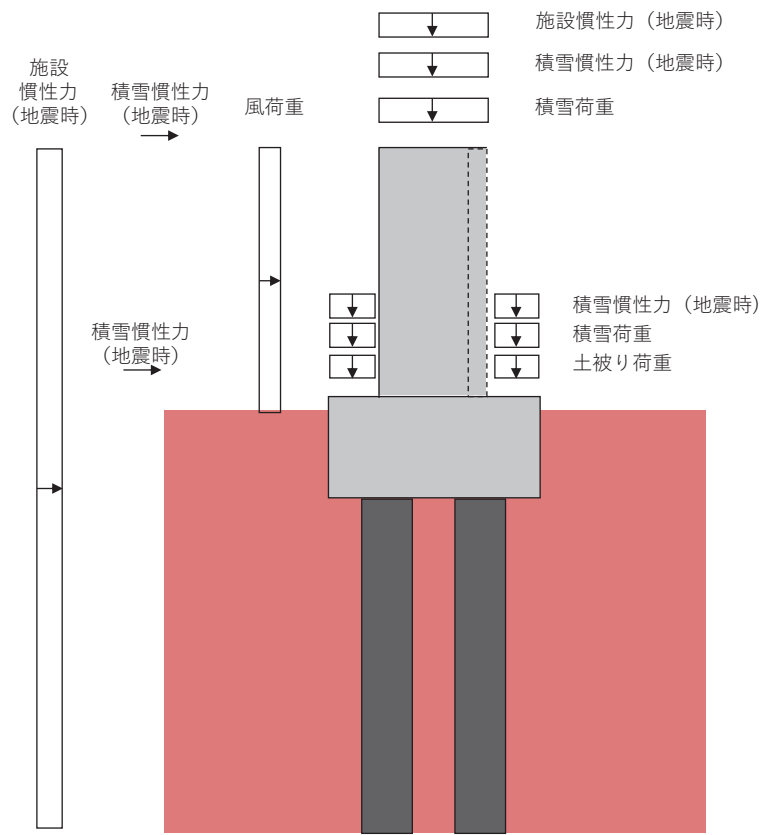 施設慣性力（地震時）
積雪慣性力（地震時）
積雪荷重
施設
慣性力
（地震時）
積雪慣性力
（地震時）
風荷重
積雪慣性力（地震時）
積雪荷重
土被り荷重
積雪慣性力
（地震時）